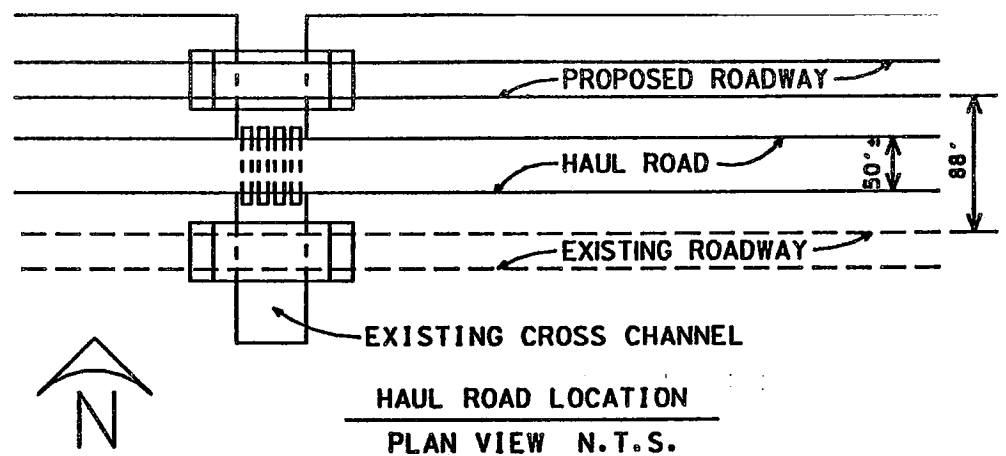 PROPOSED ROADWAY
HAUL ROAD
50'±
88'
EXISTING ROADWAY
EXISTING CROSS CHANNEL
N
HAUL ROAD LOCATION
PLAN VIEW N.T.S.